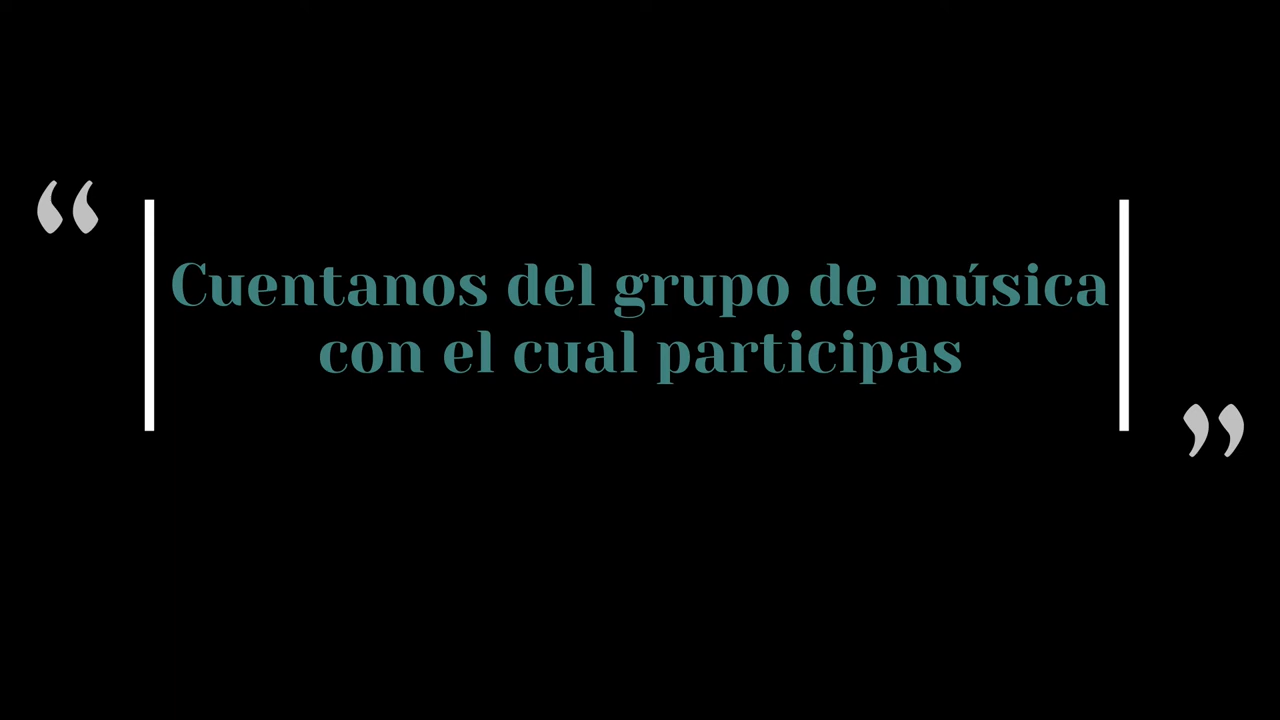 “
Cuentanos del grupo de música
con el cual participas
”